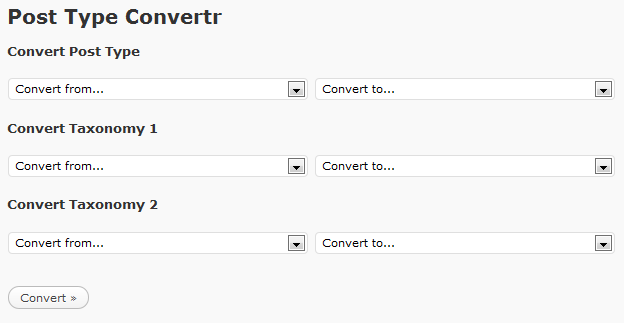 Post Type Convertr
Convert Post Type
Convert from... Convert to...
Convert Taxonomy 1
Convert from... Convert to...
Convert Taxonomy 2
Convert from... Convert to...
Convert »